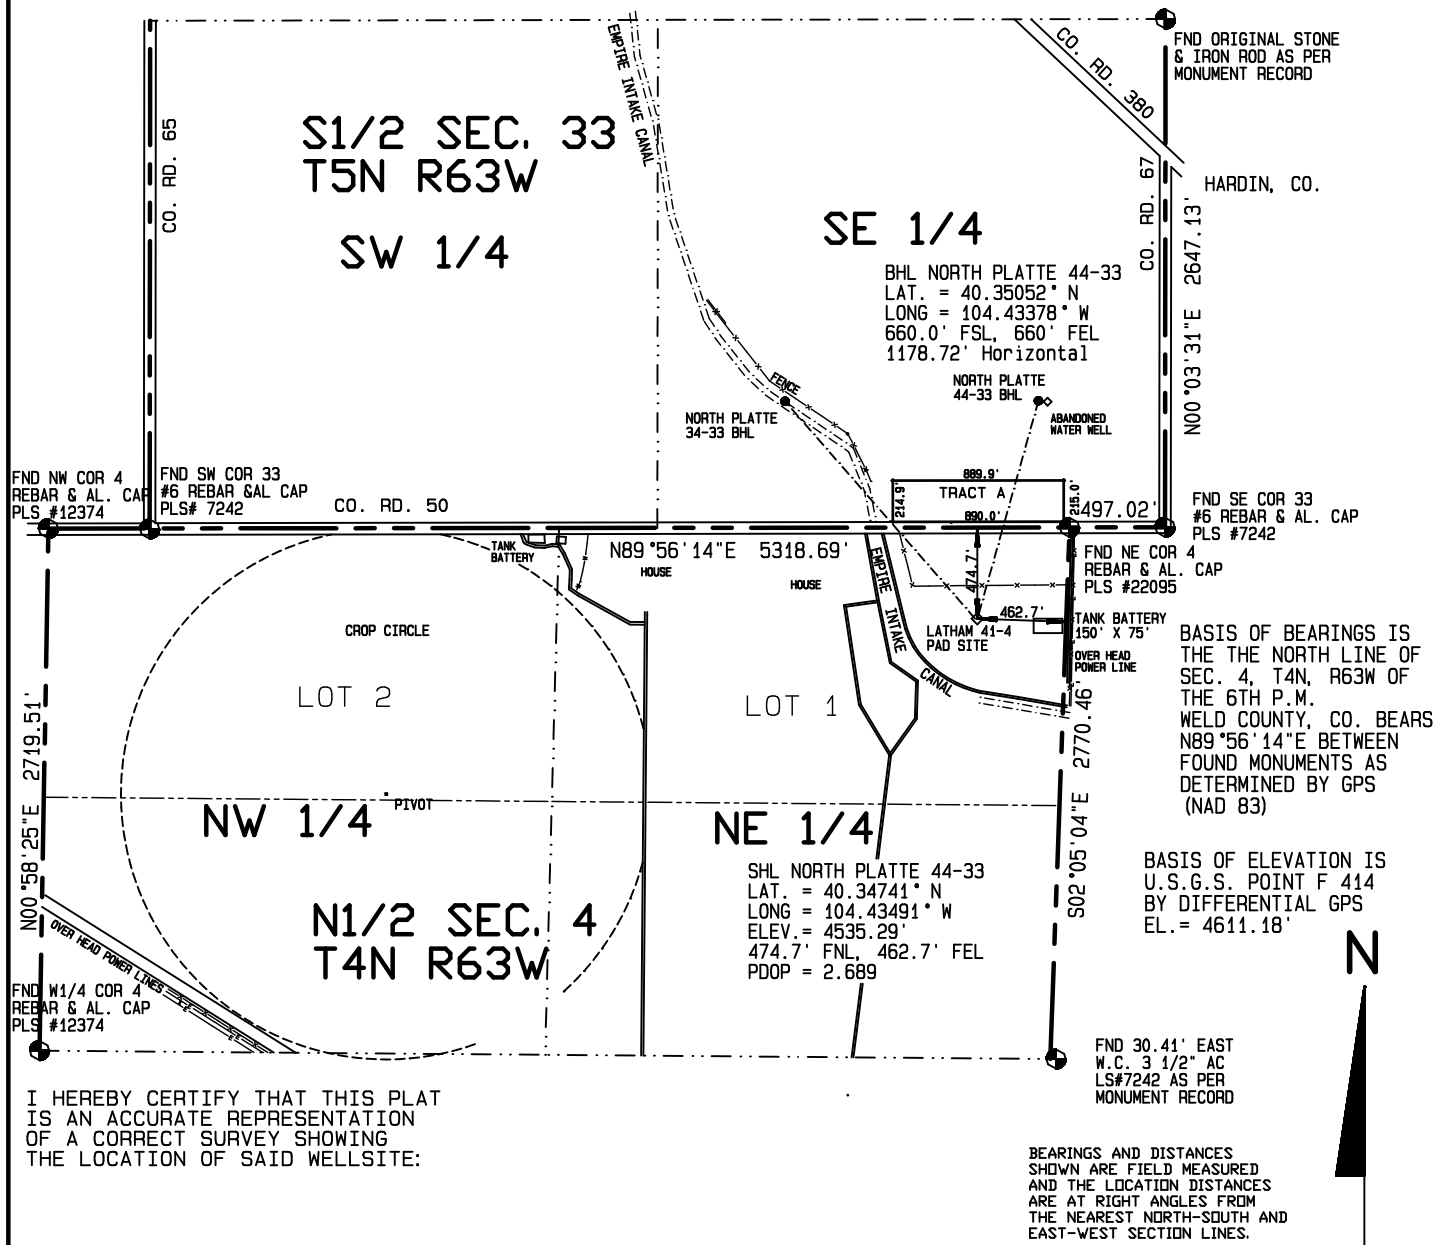 FND ORIGINAL STONE
& IRON ROD AS PER
MONUMENT RECORD
CO. RD. 380
EMPIRE INTAKE CANAL
CO. RD. 65
S1/2 SEC. 33
T5N R63W
SW 1/4
CO. RD. 67
HARDIN, CO.
SE 1/4
N00°03'31"E 2647.13'
BHL NORTH PLATTE 44-33
LAT. = 40.35052° N
LONG = 104.43378° W
660.0' FSL, 660' FEL
1178.72' Horizontal
FENCE
NORTH PLATTE
44-33 BHL
NORTH PLATTE
34-33 BHL
ABANDONED
WATER WELL
FND NW COR 4
REBAR & AL. CAP
PLS #12374
FND SW COR 33
#6 REBAR &AL CAP
PLS# 7242
CO. RD. 50
889.9'
214.9'
TRACT A
215.0'
890.0'
497.02'
FND SE COR 33
#6 REBAR & AL. CAP
PLS #7242
TANK
BATTERY
N89°56'14"E 5318.69'
HOUSE
HOUSE
EMPIRE INTAKE
CANAL
474.7'
462.7'
FND NE COR 4
REBAR & AL. CAP
PLS #22095
TANK BATTERY
150' X 75'
LATHAM 41-4
PAD SITE
OVER HEAD
POWER LINE
CROP CIRCLE
LOT 2
LOT 1
BASIS OF BEARINGS IS
THE THE NORTH LINE OF
SEC. 4, T4N, R63W OF
THE 6TH P.M.
WELD COUNTY, CO. BEARS
N89°56'14"E BETWEEN
FOUND MONUMENTS AS
DETERMINED BY GPS
(NAD 83)
N00°58'25"E 2719.51'
S02°05'04"E 2770.46'
PIVOT
NW 1/4
NE 1/4
SHL NORTH PLATTE 44-33
LAT. = 40.34741° N
LONG = 104.43491° W
ELEV.= 4535.29'
474.7' FNL, 462.7' FEL
PDOP = 2.689
BASIS OF ELEVATION IS
U.S.G.S. POINT F 414
BY DIFFERENTIAL GPS
EL.= 4611.18'
N1/2 SEC. 4
T4N R63W
OVER HEAD POWER LINES
N
FND W1/4 COR 4
REBAR & AL. CAP
PLS #12374
FND 30.41' EAST
W.C. 3 1/2" AC
LS#7242 AS PER
MONUMENT RECORD
I HEREBY CERTIFY THAT THIS PLAT
IS AN ACCURATE REPRESENTATION
OF A CORRECT SURVEY SHOWING
THE LOCATION OF SAID WELLSITE:
BEARINGS AND DISTANCES
SHOWN ARE FIELD MEASURED
AND THE LOCATION DISTANCES
ARE AT RIGHT ANGLES FROM
THE NEAREST NORTH-SOUTH AND
EAST-WEST SECTION LINES.